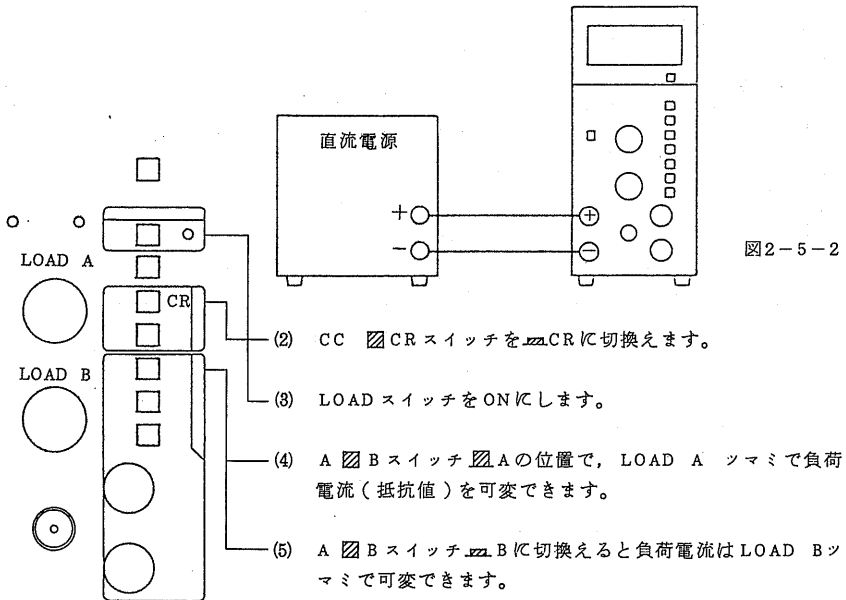 直流電源
+
−
+
−
図2-5-2
LOAD A
CR
LOAD B
(2) CC ▨ CRスイッチを▂CRに切換えます。
(3) LOADスイッチをONにします。
(4) A ▨ Bスイッチ▨Aの位置で,LOAD A ツマミで負荷
電流(抵抗値)を可変できます。
(5) A ▨ Bスイッチ▂Bに切換えると負荷電流はLOAD Bツ
マミで可変できます。